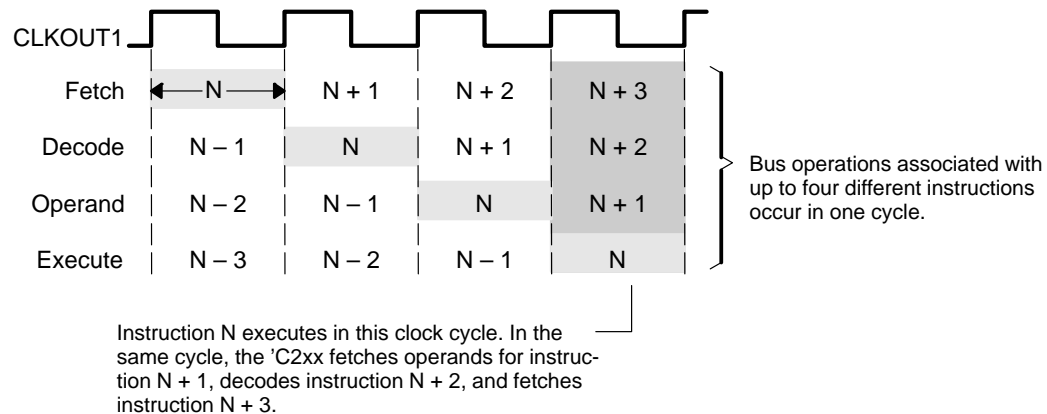 CLKOUT1
Fetch N N + 1 N + 2 N + 3
Decode N – 1 N N + 1 N + 2
Operand N – 2 N – 1 N N + 1
Execute N – 3 N – 2 N – 1 N
Bus operations associated with
up to four different instructions
occur in one cycle.
Instruction N executes in this clock cycle. In the
same cycle, the ’C2xx fetches operands for instruc-
tion N + 1, decodes instruction N + 2, and fetches
instruction N + 3.